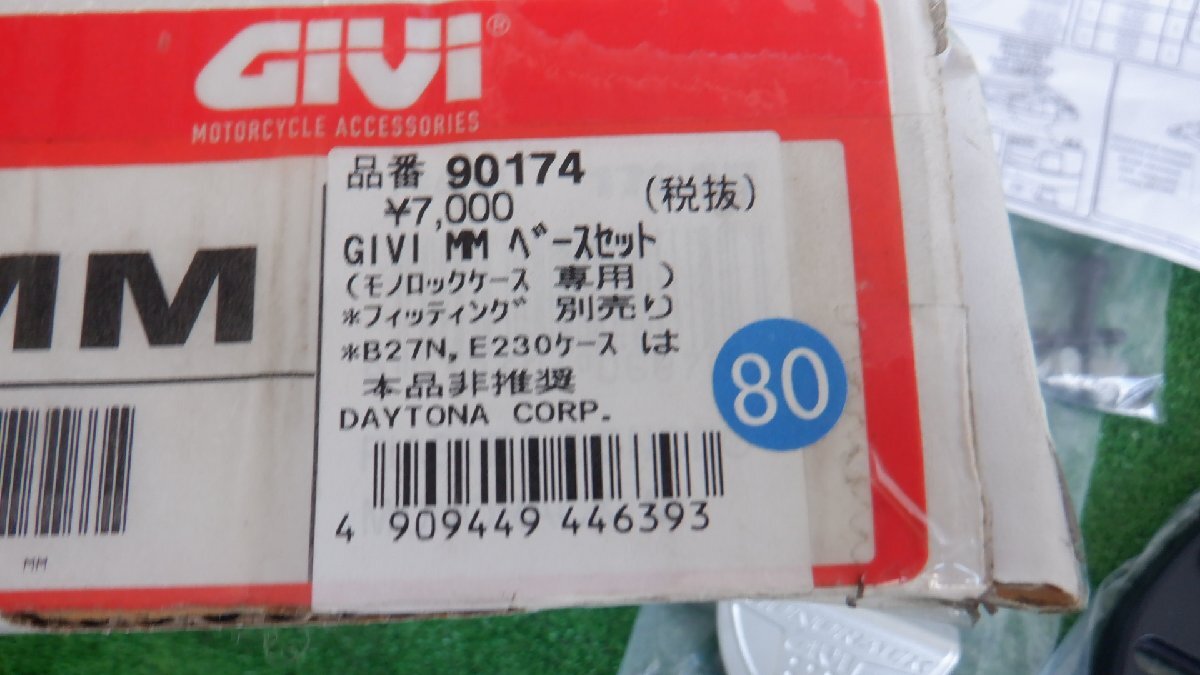 GIVI®
MOTORCYCLE ACCESSORIES
MM
品番 90174
¥7,000 (税抜)
GIVI MM ベースセット
(モノロックケース 専用 )
*フィッティング 別売り
*B27N, E230ケース は
本品非推奨
DAYTONA CORP.
80
4 909449 446393
MM